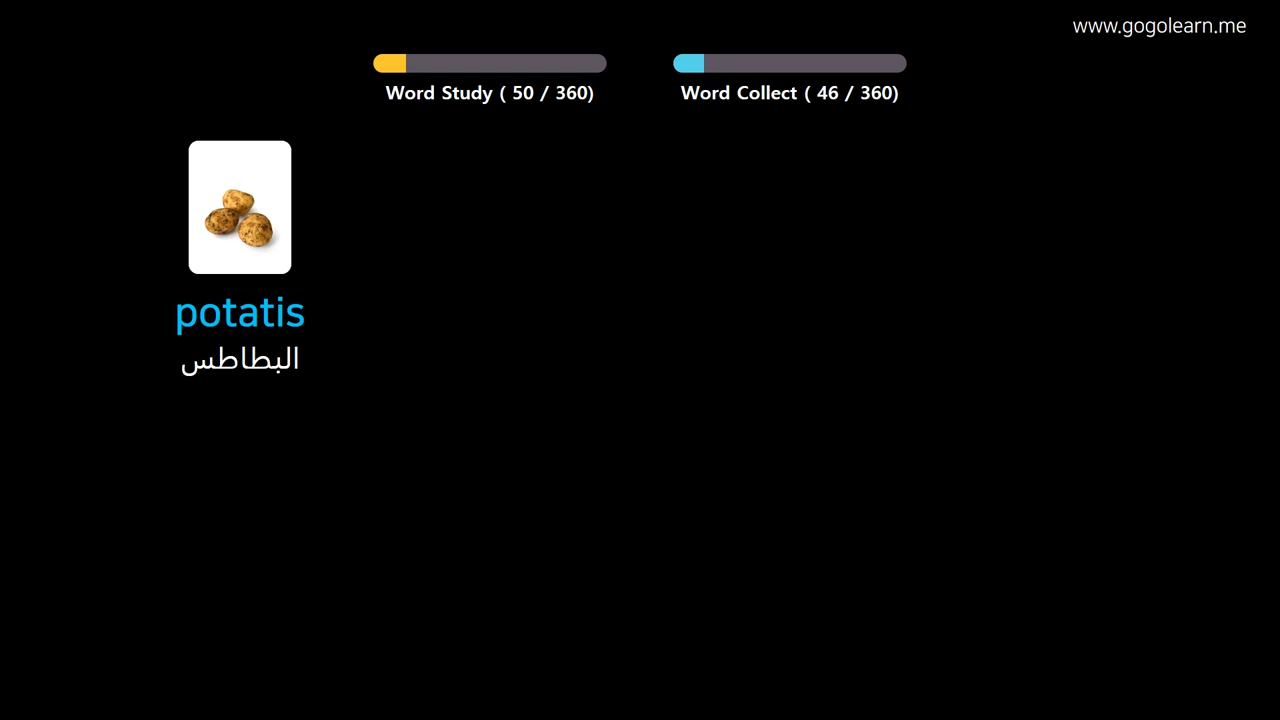 www.gogolearn.me
Word Study ( 50 / 360)
Word Collect ( 46 / 360)
potatis
البطاطس